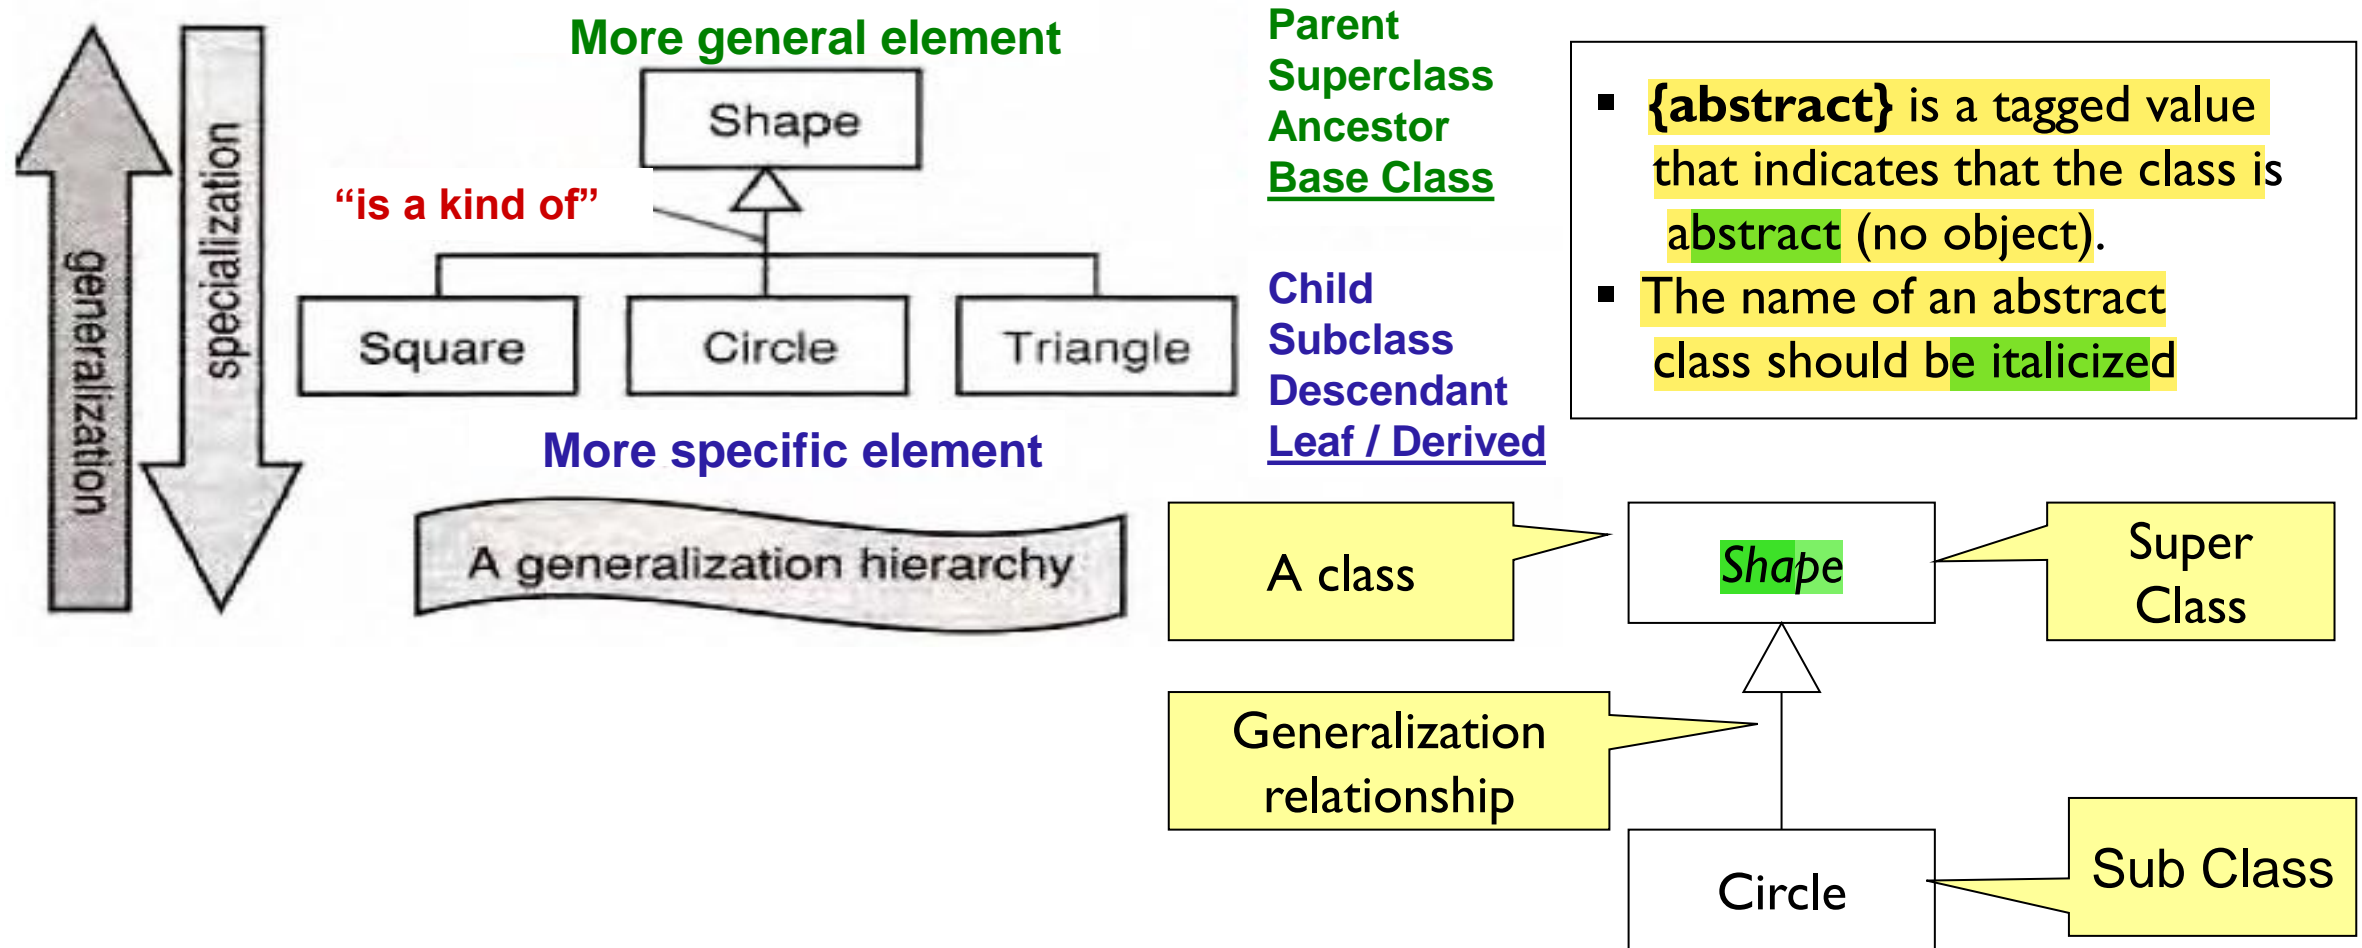 generalization
specialization
More general element
Shape
“is a kind of”
Square
Circle
Triangle
More specific element
A generalization hierarchy
Parent
Superclass
Ancestor
Base Class
Child
Subclass
Descendant
Leaf / Derived
▪ {abstract} is a tagged value
that indicates that the class is
abstract (no object).
▪ The name of an abstract
class should be italicized
A class
Shape
Super
Class
Generalization
relationship
Circle
Sub Class